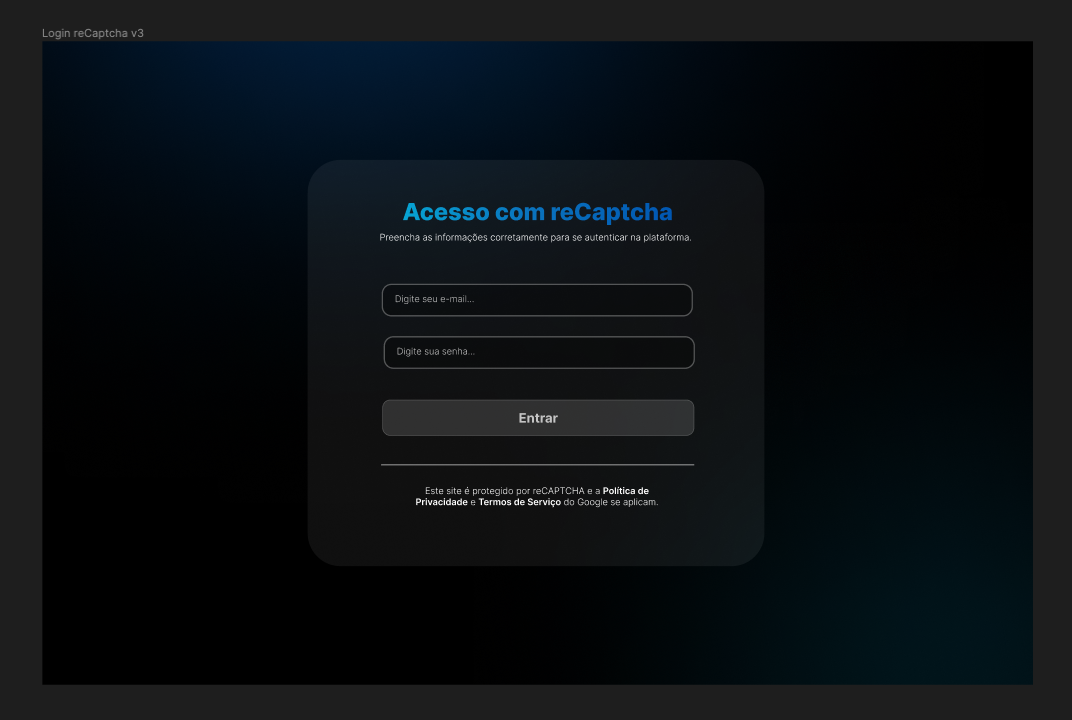 Login reCaptcha v3
Acesso com reCaptcha
Preencha as informações corretamente para se autenticar na plataforma.
Digite seu e-mail...
Digite sua senha...
Entrar
Este site é protegido por reCAPTCHA e a Política de
Privacidade e Termos de Serviço do Google se aplicam.